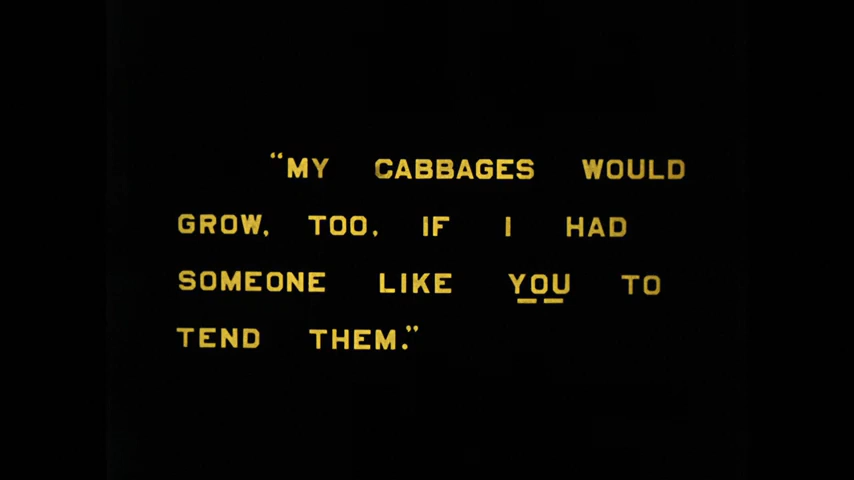 "MY CABBAGES WOULD
GROW, TOO, IF I HAD
SOMEONE LIKE YOU TO
TEND THEM."